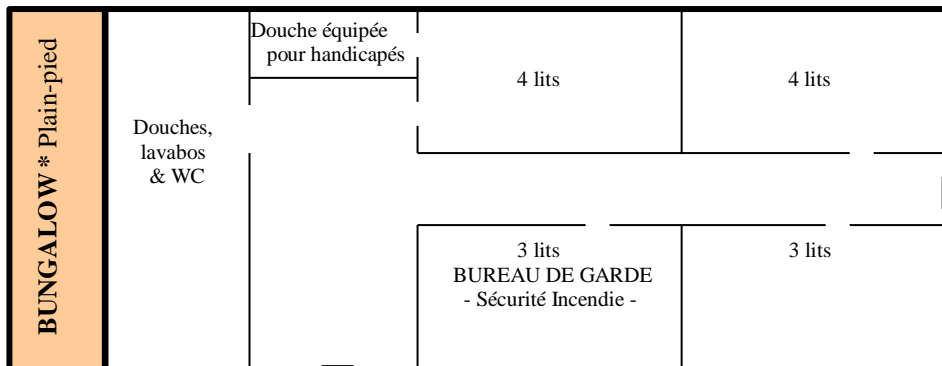 BUNGALOW * Plain-pied
Douches,
lavabos
& WC
Douche équipée
pour handicapés
4 lits
4 lits
3 lits
BUREAU DE GARDE
- Sécurité Incendie -
3 lits